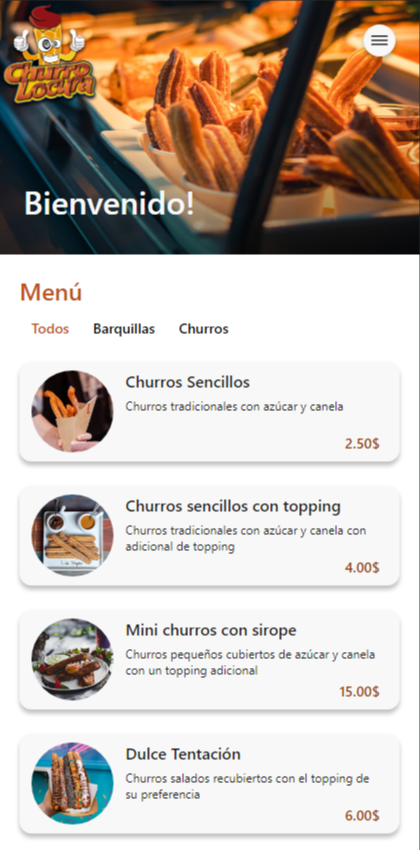 Churro
Locura
Bienvenido!
Menú
Todos Barquillas Churros
Churros Sencillos
Churros tradicionales con azúcar y canela
2.50$
Churros sencillos con topping
Churros tradicionales con azúcar y canela con
adicional de topping
4.00$
Mini churros con sirope
Churros pequeños cubiertos de azúcar y canela
con un topping adicional
15.00$
Dulce Tentación
Churros salados recubiertos con el topping de
su preferencia
6.00$